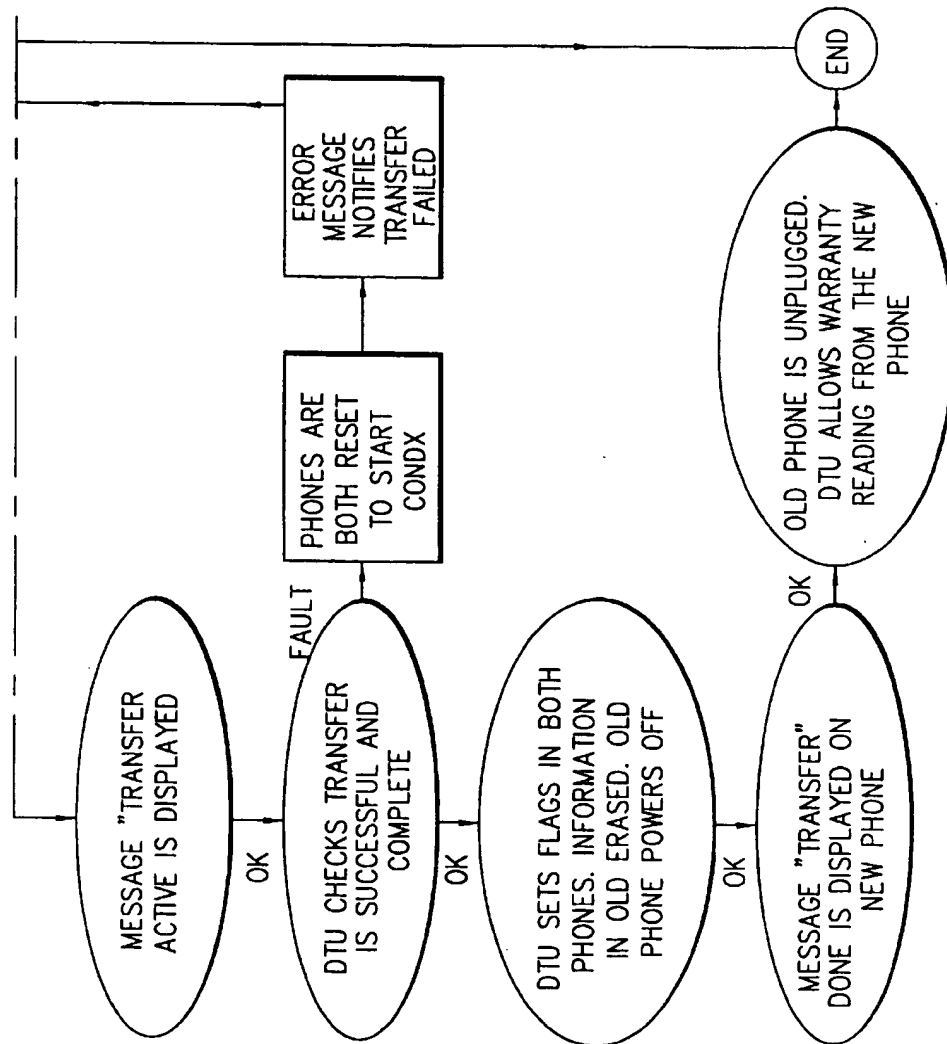 MESSAGE "TRANSFER
ACTIVE IS DISPLAYED
OK
DTU CHECKS TRANSFER
IS SUCCESSFUL AND
COMPLETE
FAULT
PHONES ARE
BOTH RESET
TO START
CONDX
ERROR
MESSAGE
NOTIFIES
TRANSFER
FAILED
OK
DTU SETS FLAGS IN BOTH
PHONES. INFORMATION
IN OLD ERASED. OLD
PHONE POWERS OFF
OK
MESSAGE "TRANSFER"
DONE IS DISPLAYED ON
NEW PHONE
OK
OLD PHONE IS UNPLUGGED.
DTU ALLOWS WARRANTY
READING FROM THE NEW
PHONE
END